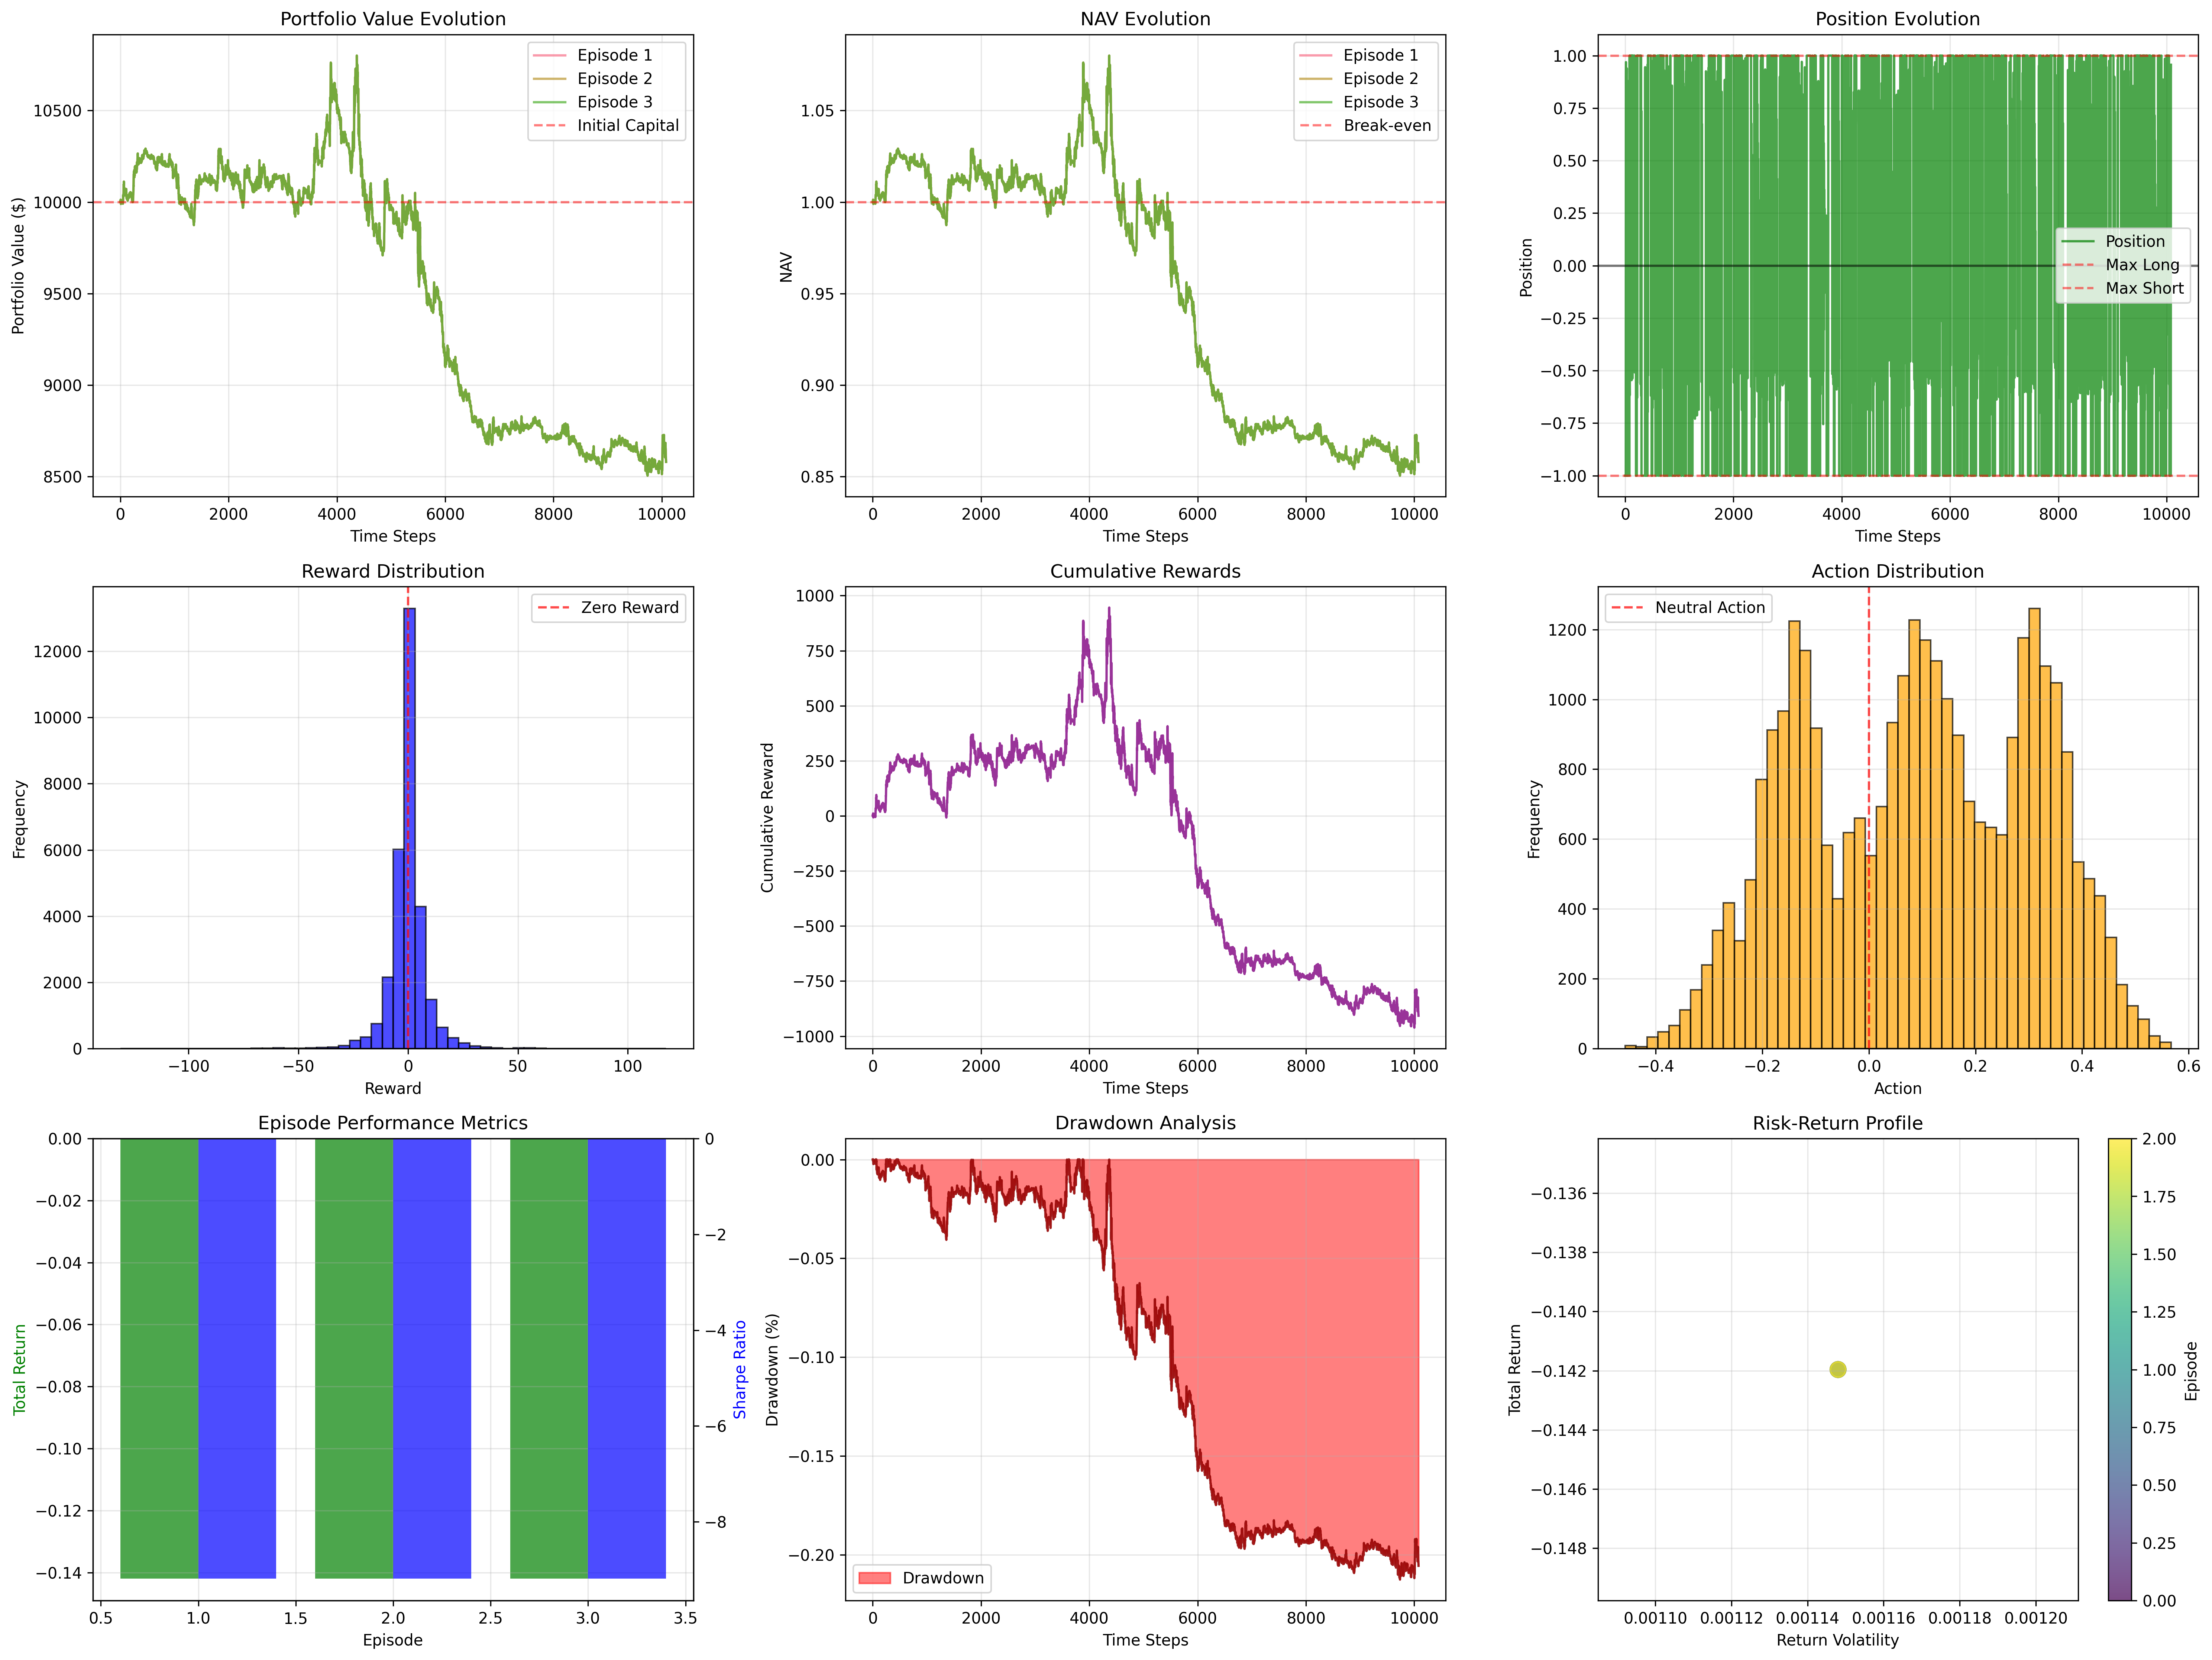 Portfolio Value Evolution
Portfolio Value ($)
10500
10000
9500
9000
8500
0 2000 4000 6000 8000 10000
Time Steps
Episode 1
Episode 2
Episode 3
Initial Capital
NAV Evolution
NAV
1.05
1.00
0.95
0.90
0.85
0 2000 4000 6000 8000 10000
Time Steps
Episode 1
Episode 2
Episode 3
Break-even
Position Evolution
Position
1.00
0.75
0.50
0.25
0.00
−0.25
−0.50
−0.75
−1.00
0 2000 4000 6000 8000 10000
Time Steps
Position
Max Long
Max Short
Reward Distribution
Frequency
12000
10000
8000
6000
4000
2000
0
−100 −50 0 50 100
Reward
Zero Reward
Cumulative Rewards
Cumulative Reward
1000
750
500
250
0
−250
−500
−750
−1000
0 2000 4000 6000 8000 10000
Time Steps
Action Distribution
Frequency
1200
1000
800
600
400
200
0
−0.4 −0.2 0.0 0.2 0.4 0.6
Action
Neutral Action
Episode Performance Metrics
Total Return
0.00
−0.02
−0.04
−0.06
−0.08
−0.10
−0.12
−0.14
0.5 1.0 1.5 2.0 2.5 3.0 3.5
Episode
0
−2
−4
−6
−8
Sharpe Ratio
Drawdown Analysis
Drawdown (%)
0.00
−0.05
−0.10
−0.15
−0.20
0 2000 4000 6000 8000 10000
Time Steps
Drawdown
Risk-Return Profile
Total Return
−0.136
−0.138
−0.140
−0.142
−0.144
−0.146
−0.148
0.00110 0.00112 0.00114 0.00116 0.00118 0.00120
Return Volatility
2.00
1.75
1.50
1.25
1.00
0.75
0.50
0.25
0.00
Episode